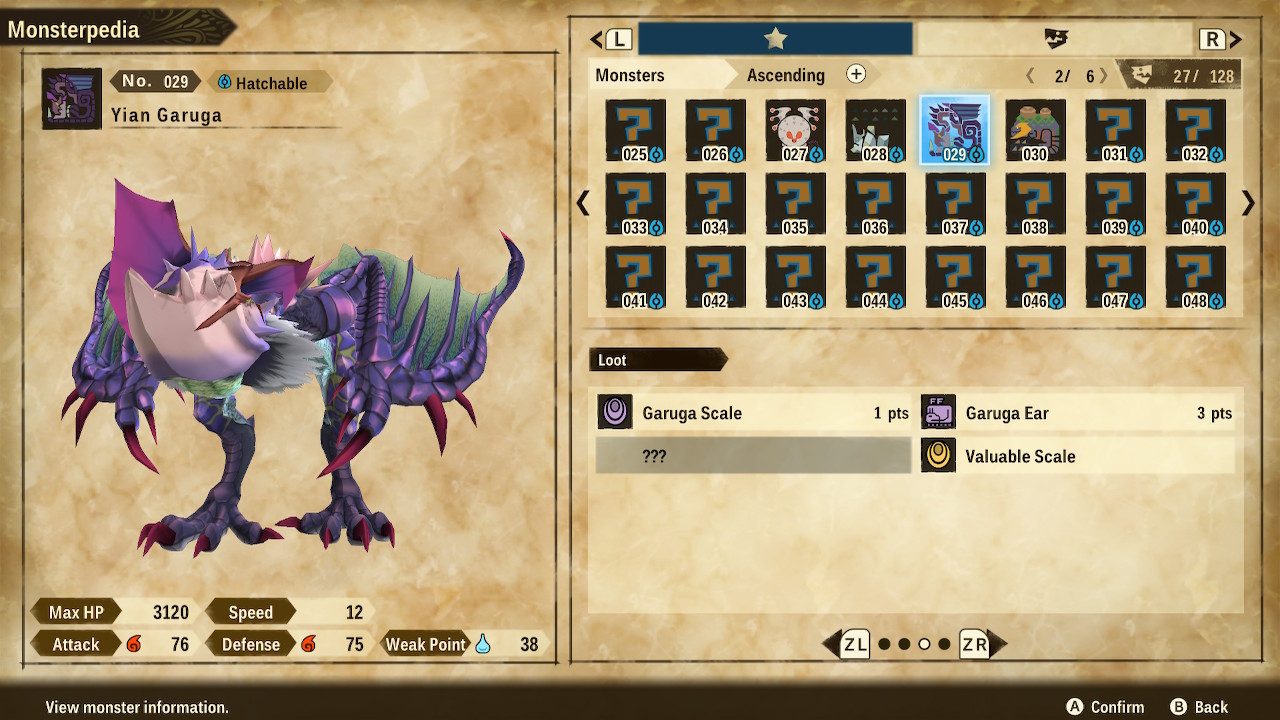 Monsterpedia
No. 029
Hatchable
Yian Garuga
Max HP 3120 Speed 12
Attack 76 Defense 75 Weak Point 38
L R
Monsters Ascending + 2/ 6 27/ 128
025 026 027 028 029 030 031 032
033 034 035 036 037 038 039 040
041 042 043 044 045 046 047 048
Loot
Garuga Scale 1 pts Garuga Ear 3 pts
??? Valuable Scale
ZL ZR
View monster information. A Confirm B Back